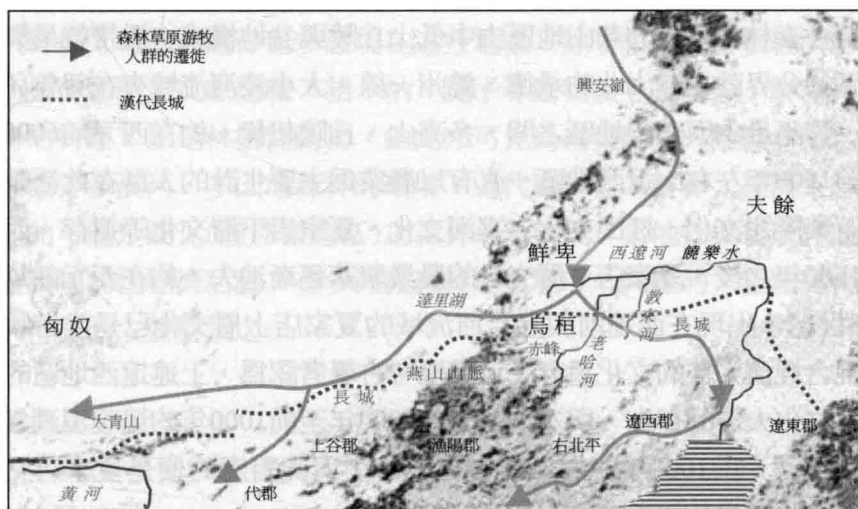 森林草原游牧
人群的遷徙
漢代長城
興安嶺
夫餘
鮮卑
西遼河
饒樂水
達里湖
匈奴
烏桓
教來河
長城
赤峰
老哈河
燕山山脈
長城
大青山
上谷郡
漁陽郡
右北平
遼西郡
遼東郡
黃河
代郡